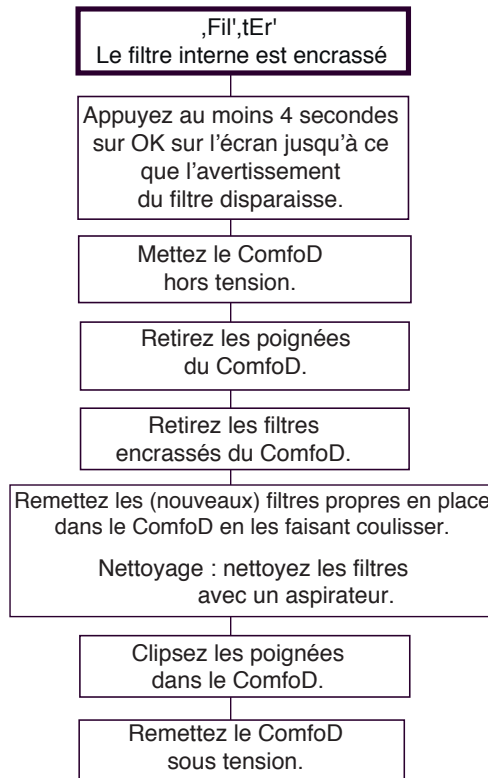 ,Fil',tEr'
Le filtre interne est encrassé
Appuyez au moins 4 secondes
sur OK sur l'écran jusqu'à ce
que l'avertissement
du filtre disparaisse.
Mettez le ComfoD
hors tension.
Retirez les poignées
du ComfoD.
Retirez les filtres
encrassés du ComfoD.
Remettez les (nouveaux) filtres propres en place
dans le ComfoD en les faisant coulisser.
Nettoyage : nettoyez les filtres
avec un aspirateur.
Clipsez les poignées
dans le ComfoD.
Remettez le ComfoD
sous tension.